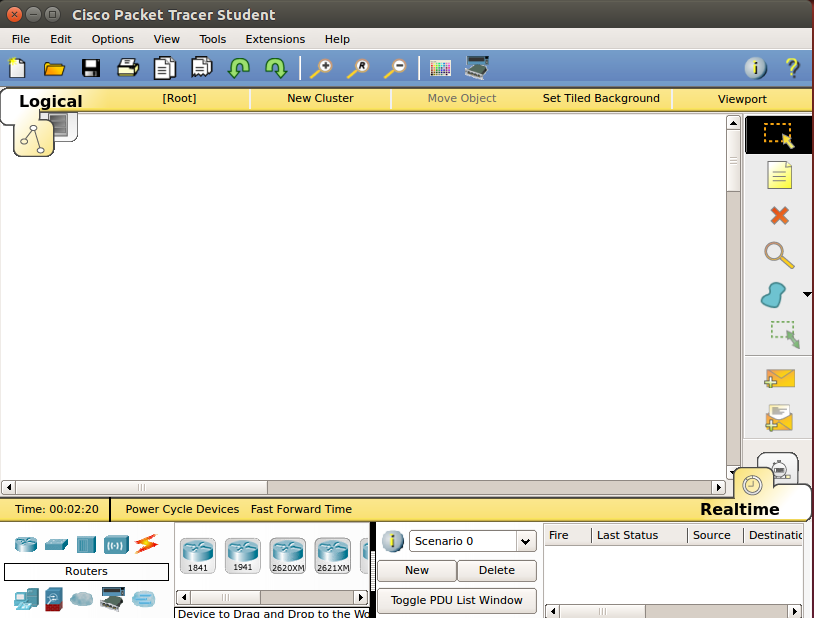 Cisco Packet Tracer Student
File Edit Options View Tools Extensions Help
R
i ?
Logical [Root] New Cluster Move Object Set Tiled Background Viewport
Time: 00:02:20 Power Cycle Devices Fast Forward Time Realtime
i Scenario 0
Fire Last Status Source Destinatic
1841 1941 2620XM 2621XM
Routers
New Delete
Toggle PDU List Window
Device to Drag and Drop to the Wo